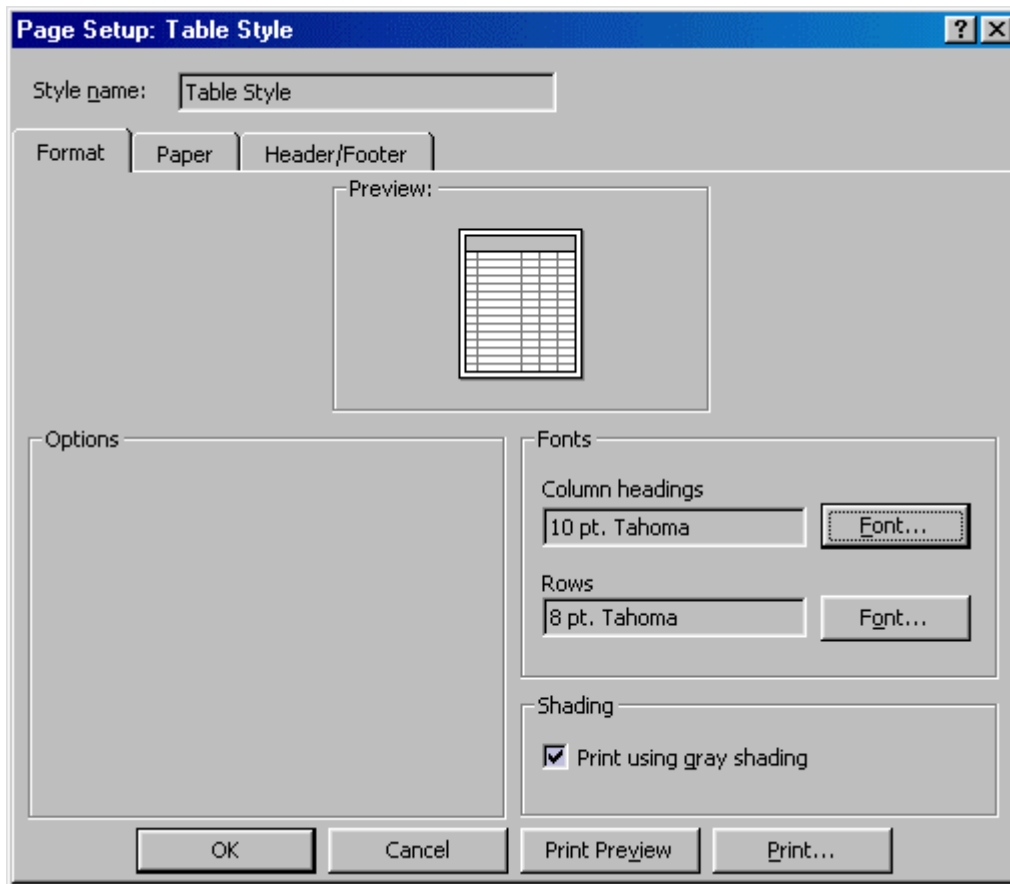 Page Setup: Table Style
Style name: Table Style
Format Paper Header/Footer
Preview:
Options
Fonts
Column headings
10 pt. Tahoma Font...
Rows
8 pt. Tahoma Font...
Shading
Print using gray shading
OK Cancel Print Preview Print...